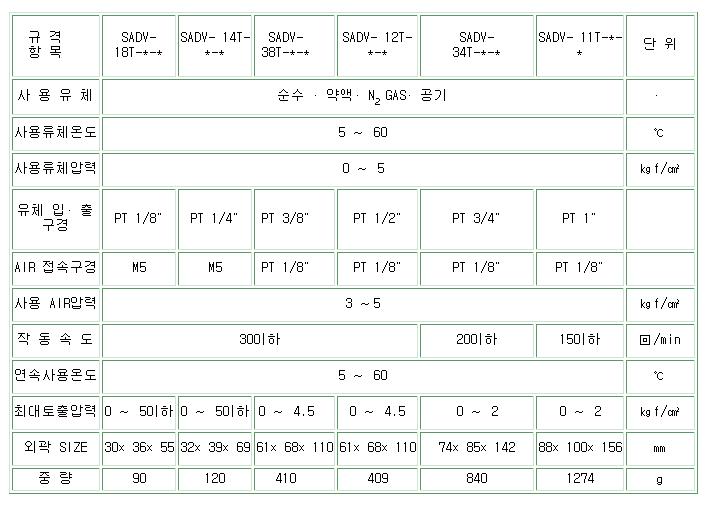 규 격 항 목 SADV-18T-*-* SADV- 14T-*-* SADV-38T-*-* SADV- 12T-*-* SADV-34T-*-* SADV- 11T-*-* 단 위
사 용 유 체 순수 · 약액· N2 GAS· 공기 ·
사용류체온도 5 ~ 60 ℃
사용류체압력 0 ~ 5 ㎏f/㎠
유체 입· 출 구경 PT 1/8" PT 1/4" PT 3/8" PT 1/2" PT 3/4" PT 1"
AIR 접속구경 M5 M5 PT 1/8" PT 1/8" PT 1/8" PT 1/8"
사용 AIR압력 3 ~5 ㎏f/㎠
작 동 속 도 30이하 20이하 15이하 回/min
연속사용온도 5 ~ 60 ℃
최대토출압력 0 ~ 5이하 0 ~ 5이하 0 ~ 4.5 0 ~ 4.5 0 ~ 2 0 ~ 2 ㎏f/㎠
외곽 SIZE 30× 36× 55 32× 39× 69 61× 68× 110 61× 68× 110 74× 85× 142 88× 100× 156 ㎜
중 량 90 120 410 409 840 1274 g